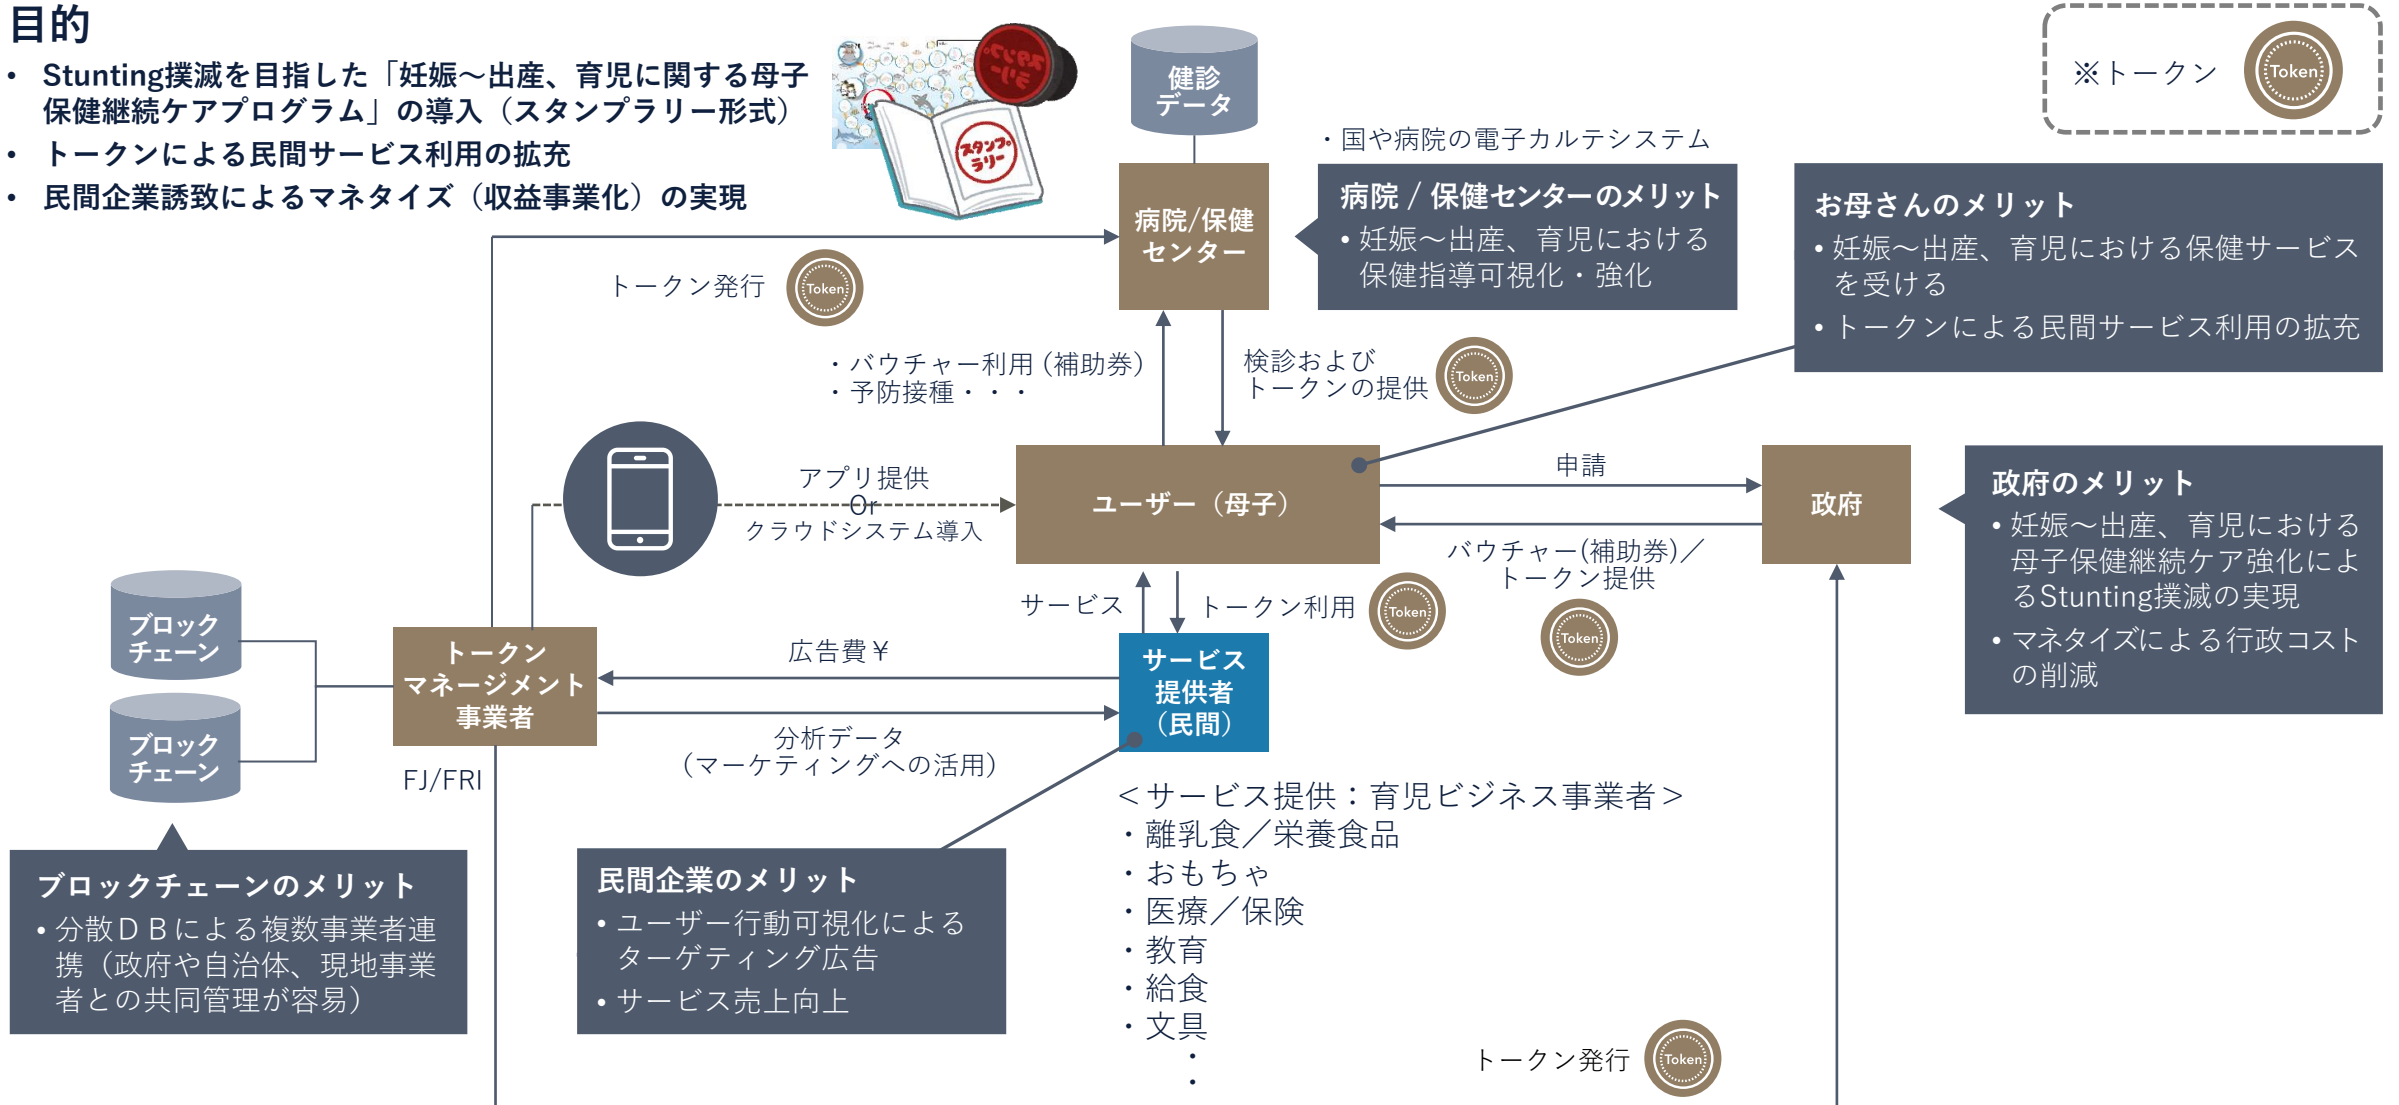 目的
• Stunting撲滅を目指した「妊娠～出産、育児に関する母子
保健継続ケアプログラム」の導入（スタンプラリー形式）
• トークンによる民間サービス利用の拡充
• 民間企業誘致によるマネタイズ（収益事業化）の実現
スタンプ
ラリー
健診
データ
※トークン
Token
・国や病院の電子カルテシステム
病院/保健
センター
病院 / 保健センターのメリット
• 妊娠～出産、育児における
保健指導可視化・強化
お母さんのメリット
• 妊娠～出産、育児における保健サービス
を受ける
• トークンによる民間サービス利用の拡充
トークン発行
Token
・バウチャー利用 (補助券)
・予防接種・・・
検診および
トークンの提供
Token
アプリ提供
Or
クラウドシステム導入
ユーザー（母子）
申請
バウチャー(補助券)／
トークン提供
Token
政府
政府のメリット
• 妊娠～出産、育児における
母子保健継続ケア強化によ
るStunting撲滅の実現
• マネタイズによる行政コスト
の削減
サービス
トークン利用
Token
ブロック
チェーン
ブロック
チェーン
トークン
マネージメント
事業者
FJ/FRI
広告費￥
分析データ
（マーケティングへの活用）
サービス
提供者
（民間）
＜サービス提供：育児ビジネス事業者＞
・離乳食／栄養食品
・おもちゃ
・医療／保険
・教育
・給食
・文具
・
・
ブロックチェーンのメリット
• 分散ＤＢによる複数事業者連
携（政府や自治体、現地事業
者との共同管理が容易）
民間企業のメリット
• ユーザー行動可視化による
ターゲティング広告
• サービス売上向上
トークン発行
Token